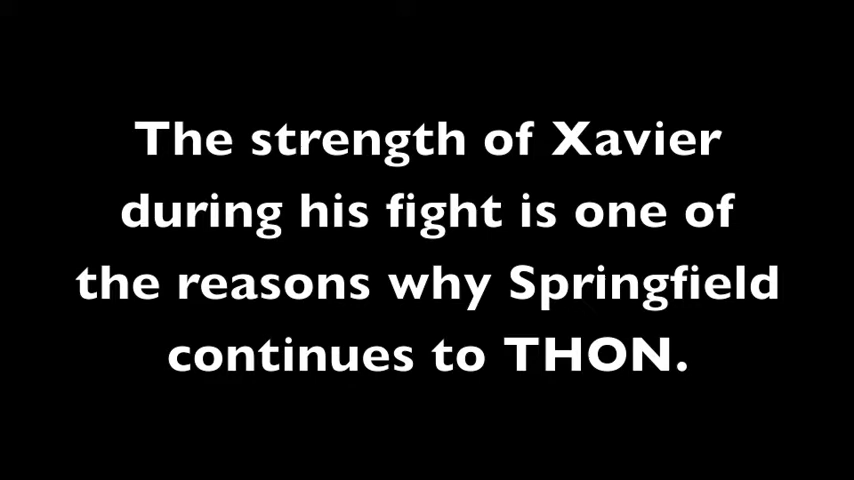 The strength of Xavier
during his fight is one of
the reasons why Springfield
continues to THON.